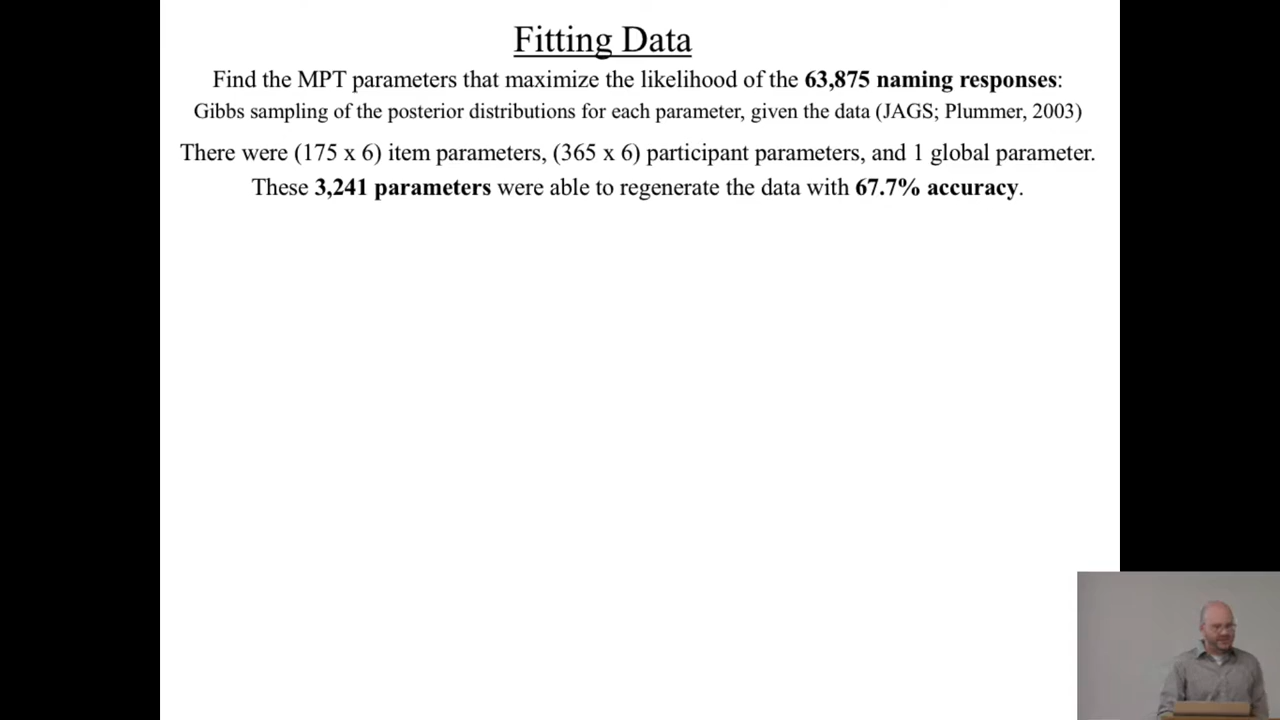 Fitting Data
Find the MPT parameters that maximize the likelihood of the 63,875 naming responses:
Gibbs sampling of the posterior distributions for each parameter, given the data (JAGS; Plummer, 2003)
There were (175 x 6) item parameters, (365 x 6) participant parameters, and 1 global parameter.
These 3,241 parameters were able to regenerate the data with 67.7% accuracy.